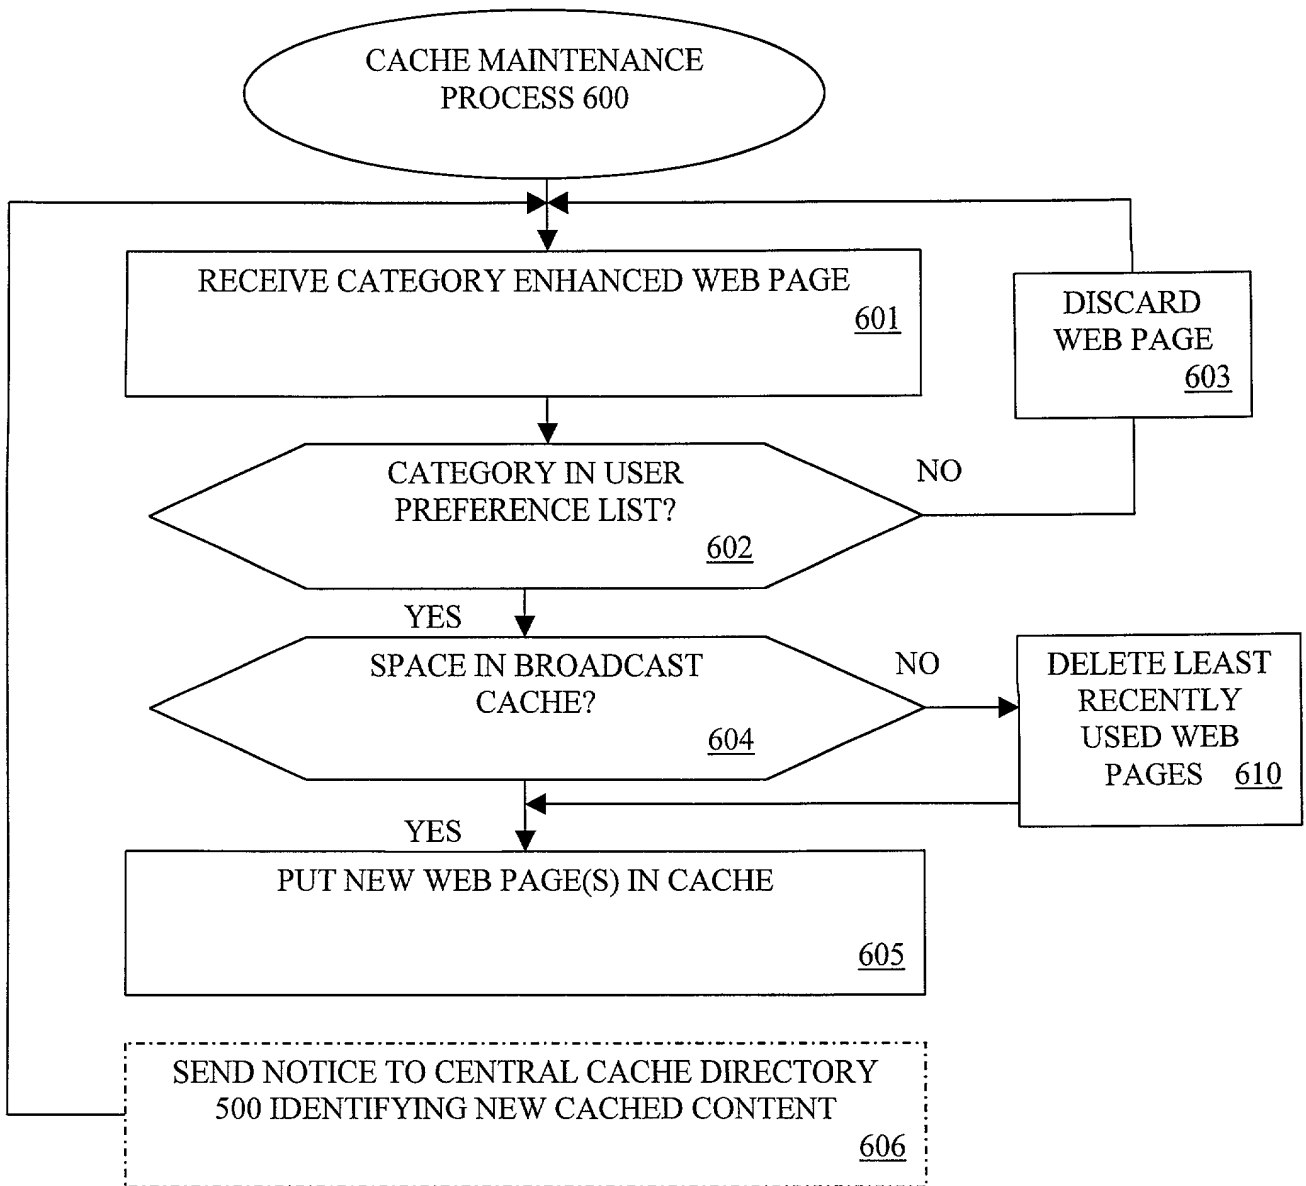 CACHE MAINTENANCE
PROCESS 600
RECEIVE CATEGORY ENHANCED WEB PAGE
601
DISCARD
WEB PAGE
603
CATEGORY IN USER
PREFERENCE LIST?
602
NO
YES
SPACE IN BROADCAST
CACHE?
604
NO
DELETE LEAST
RECENTLY
USED WEB
PAGES 610
YES
PUT NEW WEB PAGE(S) IN CACHE
605
SEND NOTICE TO CENTRAL CACHE DIRECTORY
500 IDENTIFYING NEW CACHED CONTENT
606